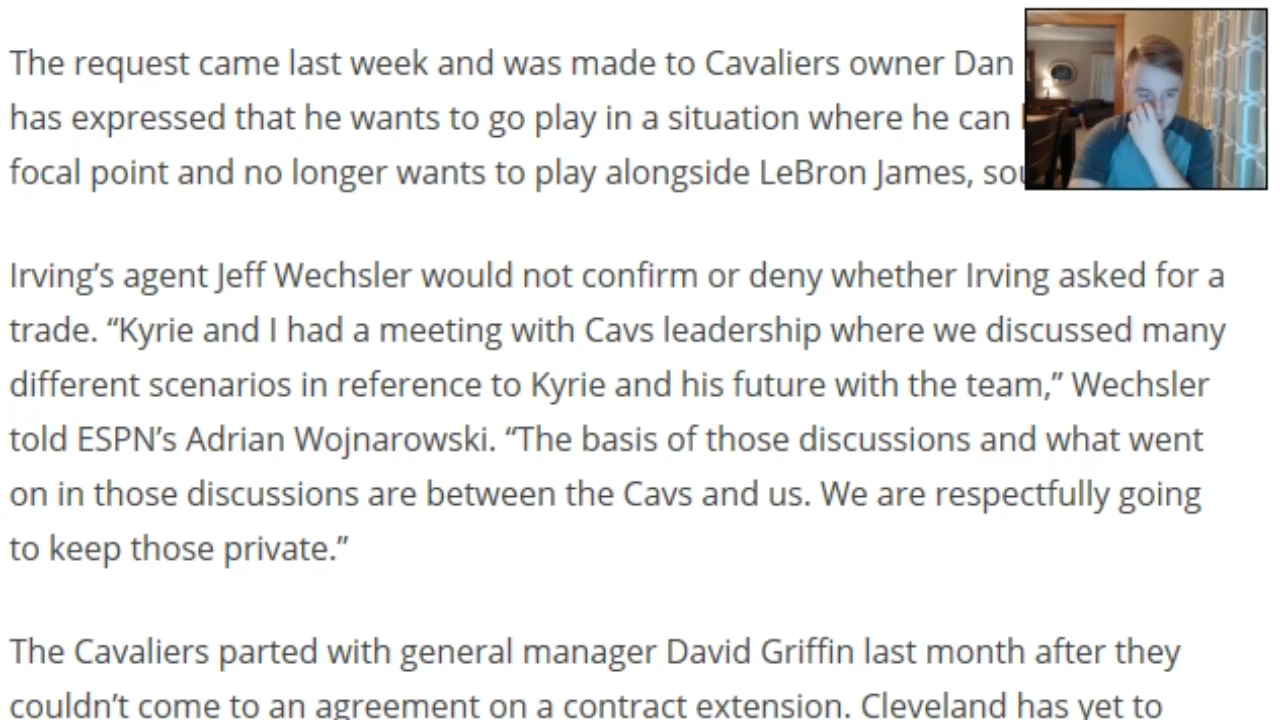 The request came last week and was made to Cavaliers owner Dan
has expressed that he wants to go play in a situation where he can
focal point and no longer wants to play alongside LeBron James,
Irving’s agent Jeff Wechsler would not confirm or deny whether Irving asked for a
trade. “Kyrie and I had a meeting with Cavs leadership where we discussed many
different scenarios in reference to Kyrie and his future with the team,” Wechsler
told ESPN’s Adrian Wojnarowski. “The basis of those discussions and what went
on in those discussions are between the Cavs and us. We are respectfully going
to keep those private.”
The Cavaliers parted with general manager David Griffin last month after they
couldn’t come to an agreement on a contract extension. Cleveland has yet to